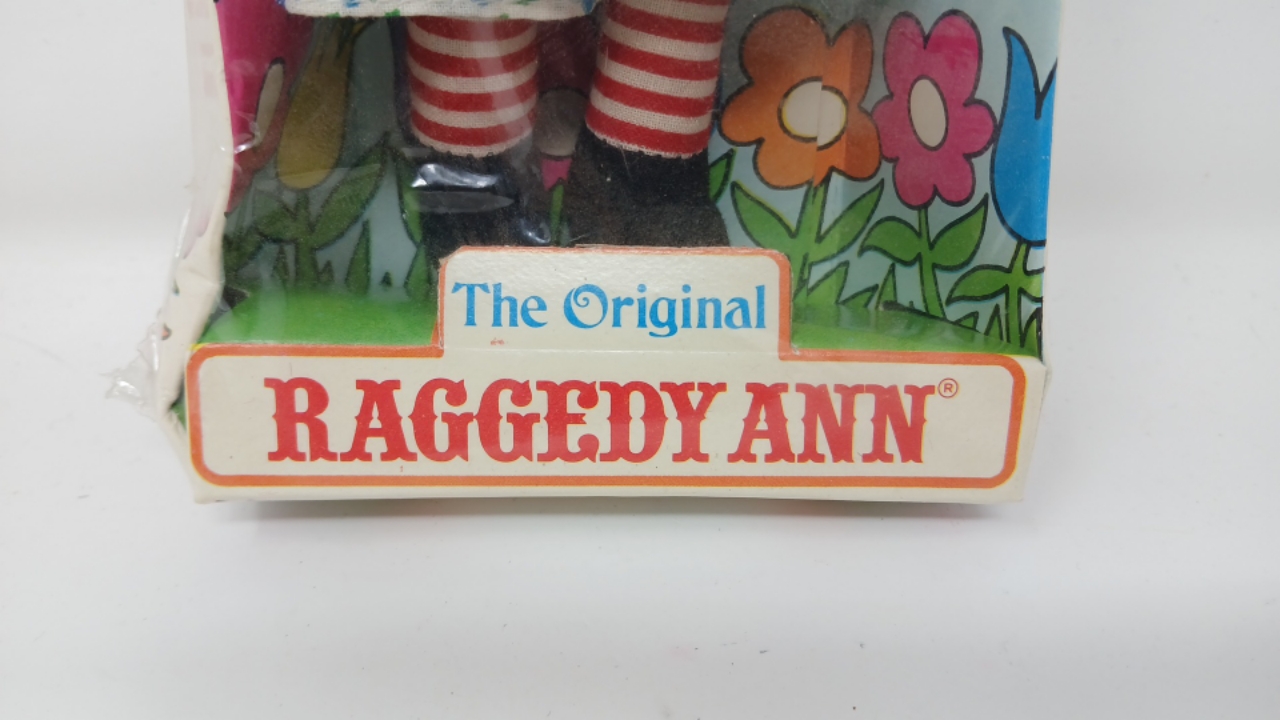 The Original
RAGGEDY ANN®